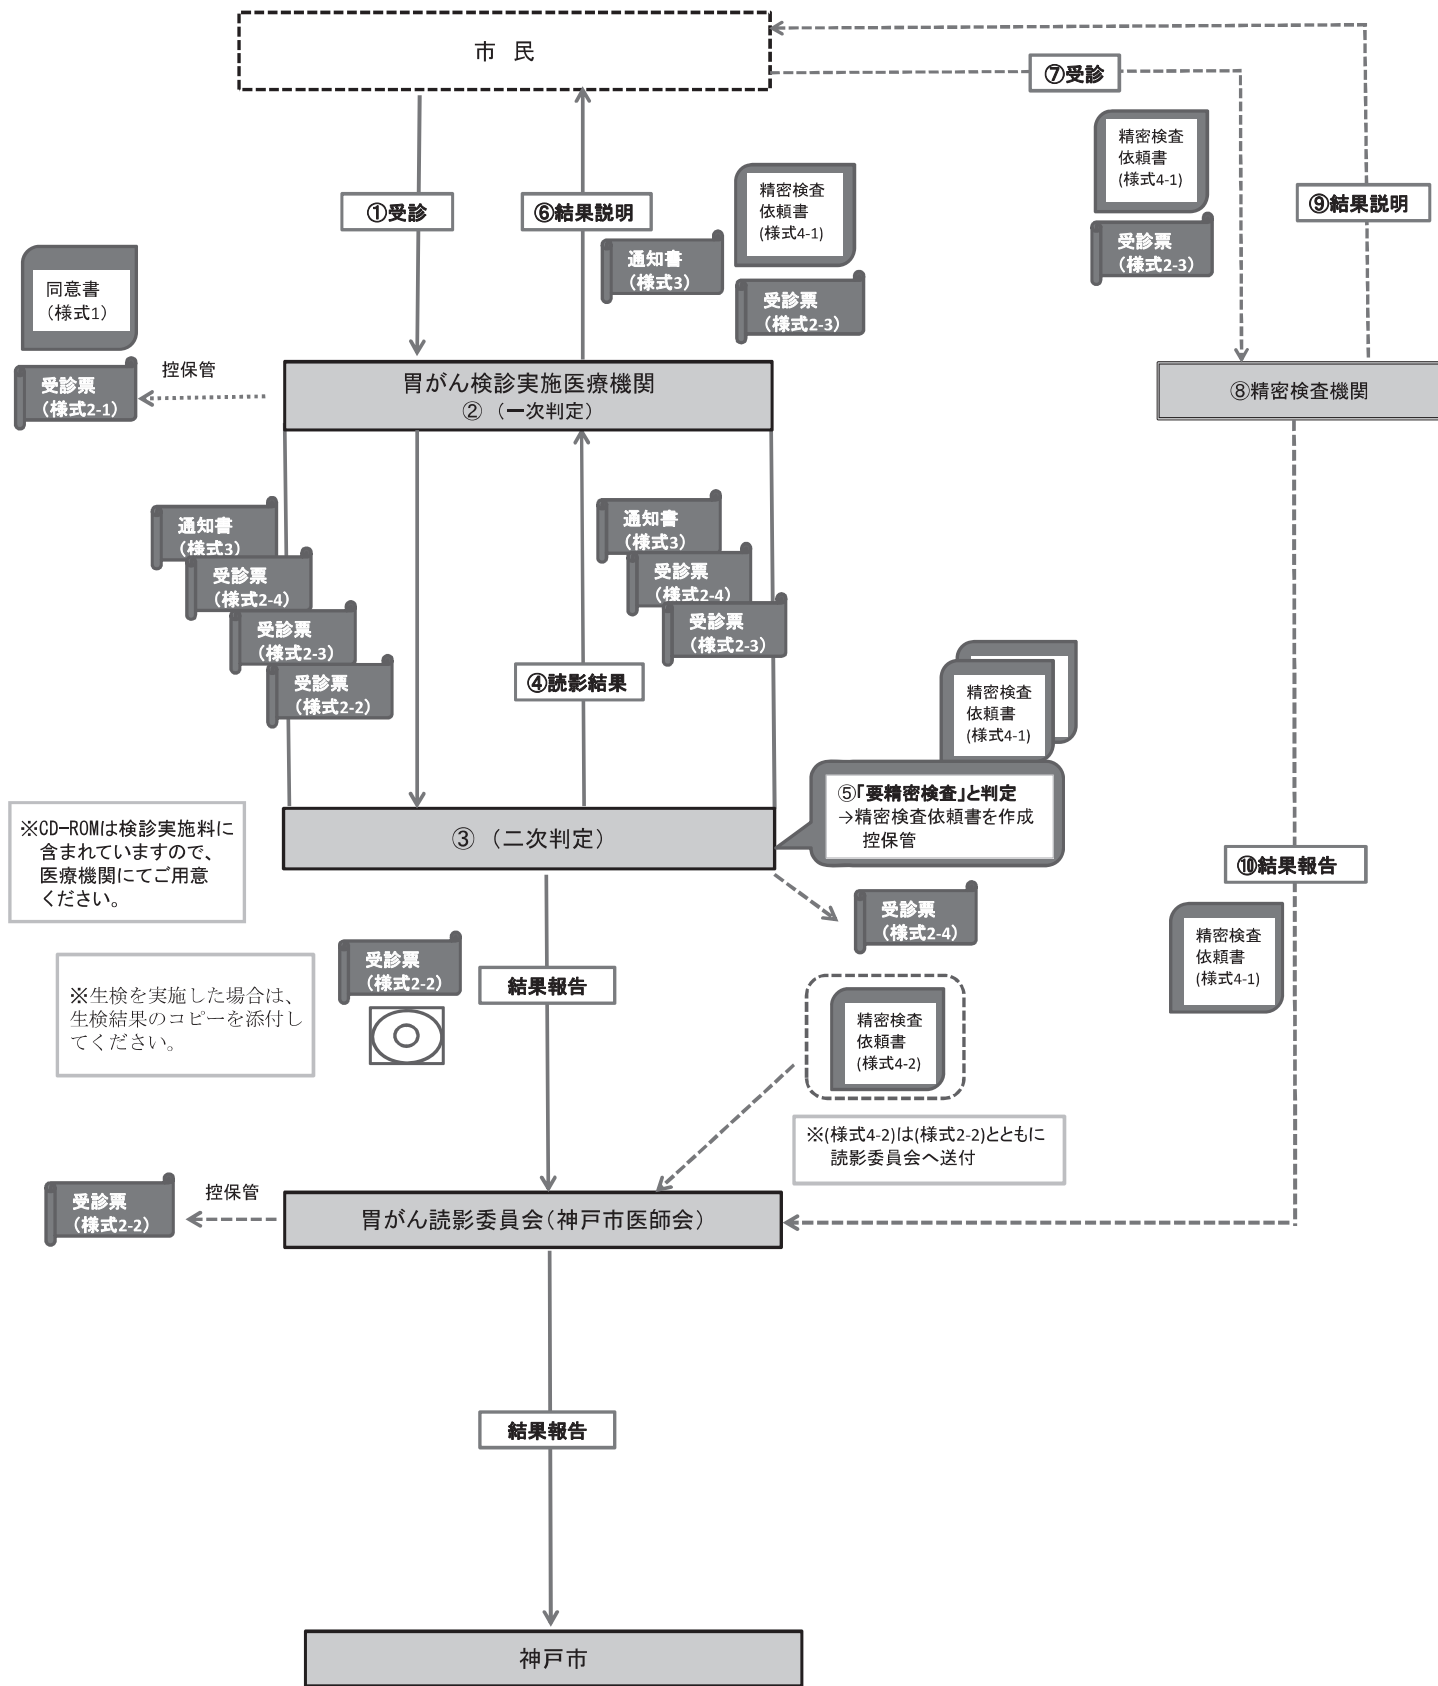 市 民
⑦受診
精密検査
依頼書
(様式4-1)
受診票
(様式2-3)
⑨結果説明
①受診
⑥結果説明
精密検査
依頼書
(様式4-1)
通知書
(様式3)
受診票
(様式2-3)
同意書
(様式1)
控保管
受診票
(様式2-1)
胃がん検診実施医療機関
② (一次判定)
⑧精密検査機関
通知書
(様式3)
受診票
(様式2-4)
受診票
(様式2-3)
受診票
(様式2-2)
通知書
(様式3)
受診票
(様式2-4)
受診票
(様式2-3)
④読影結果
精密検査
依頼書
(様式4-1)
⑤「要精密検査」と判定
→精密検査依頼書を作成
控保管
③ (二次判定)
※CD-ROMは検診実施料に
含まれていますので、
医療機関にてご用意
ください。
⑩結果報告
受診票
(様式2-4)
精密検査
依頼書
(様式4-1)
受診票
(様式2-2)
結果報告
※生検を実施した場合は、
生検結果のコピーを添付し
てください。
精密検査
依頼書
(様式4-2)
※(様式4-2)は(様式2-2)とともに
読影委員会へ送付
控保管
受診票
(様式2-2)
胃がん読影委員会(神戸市医師会)
結果報告
神戸市